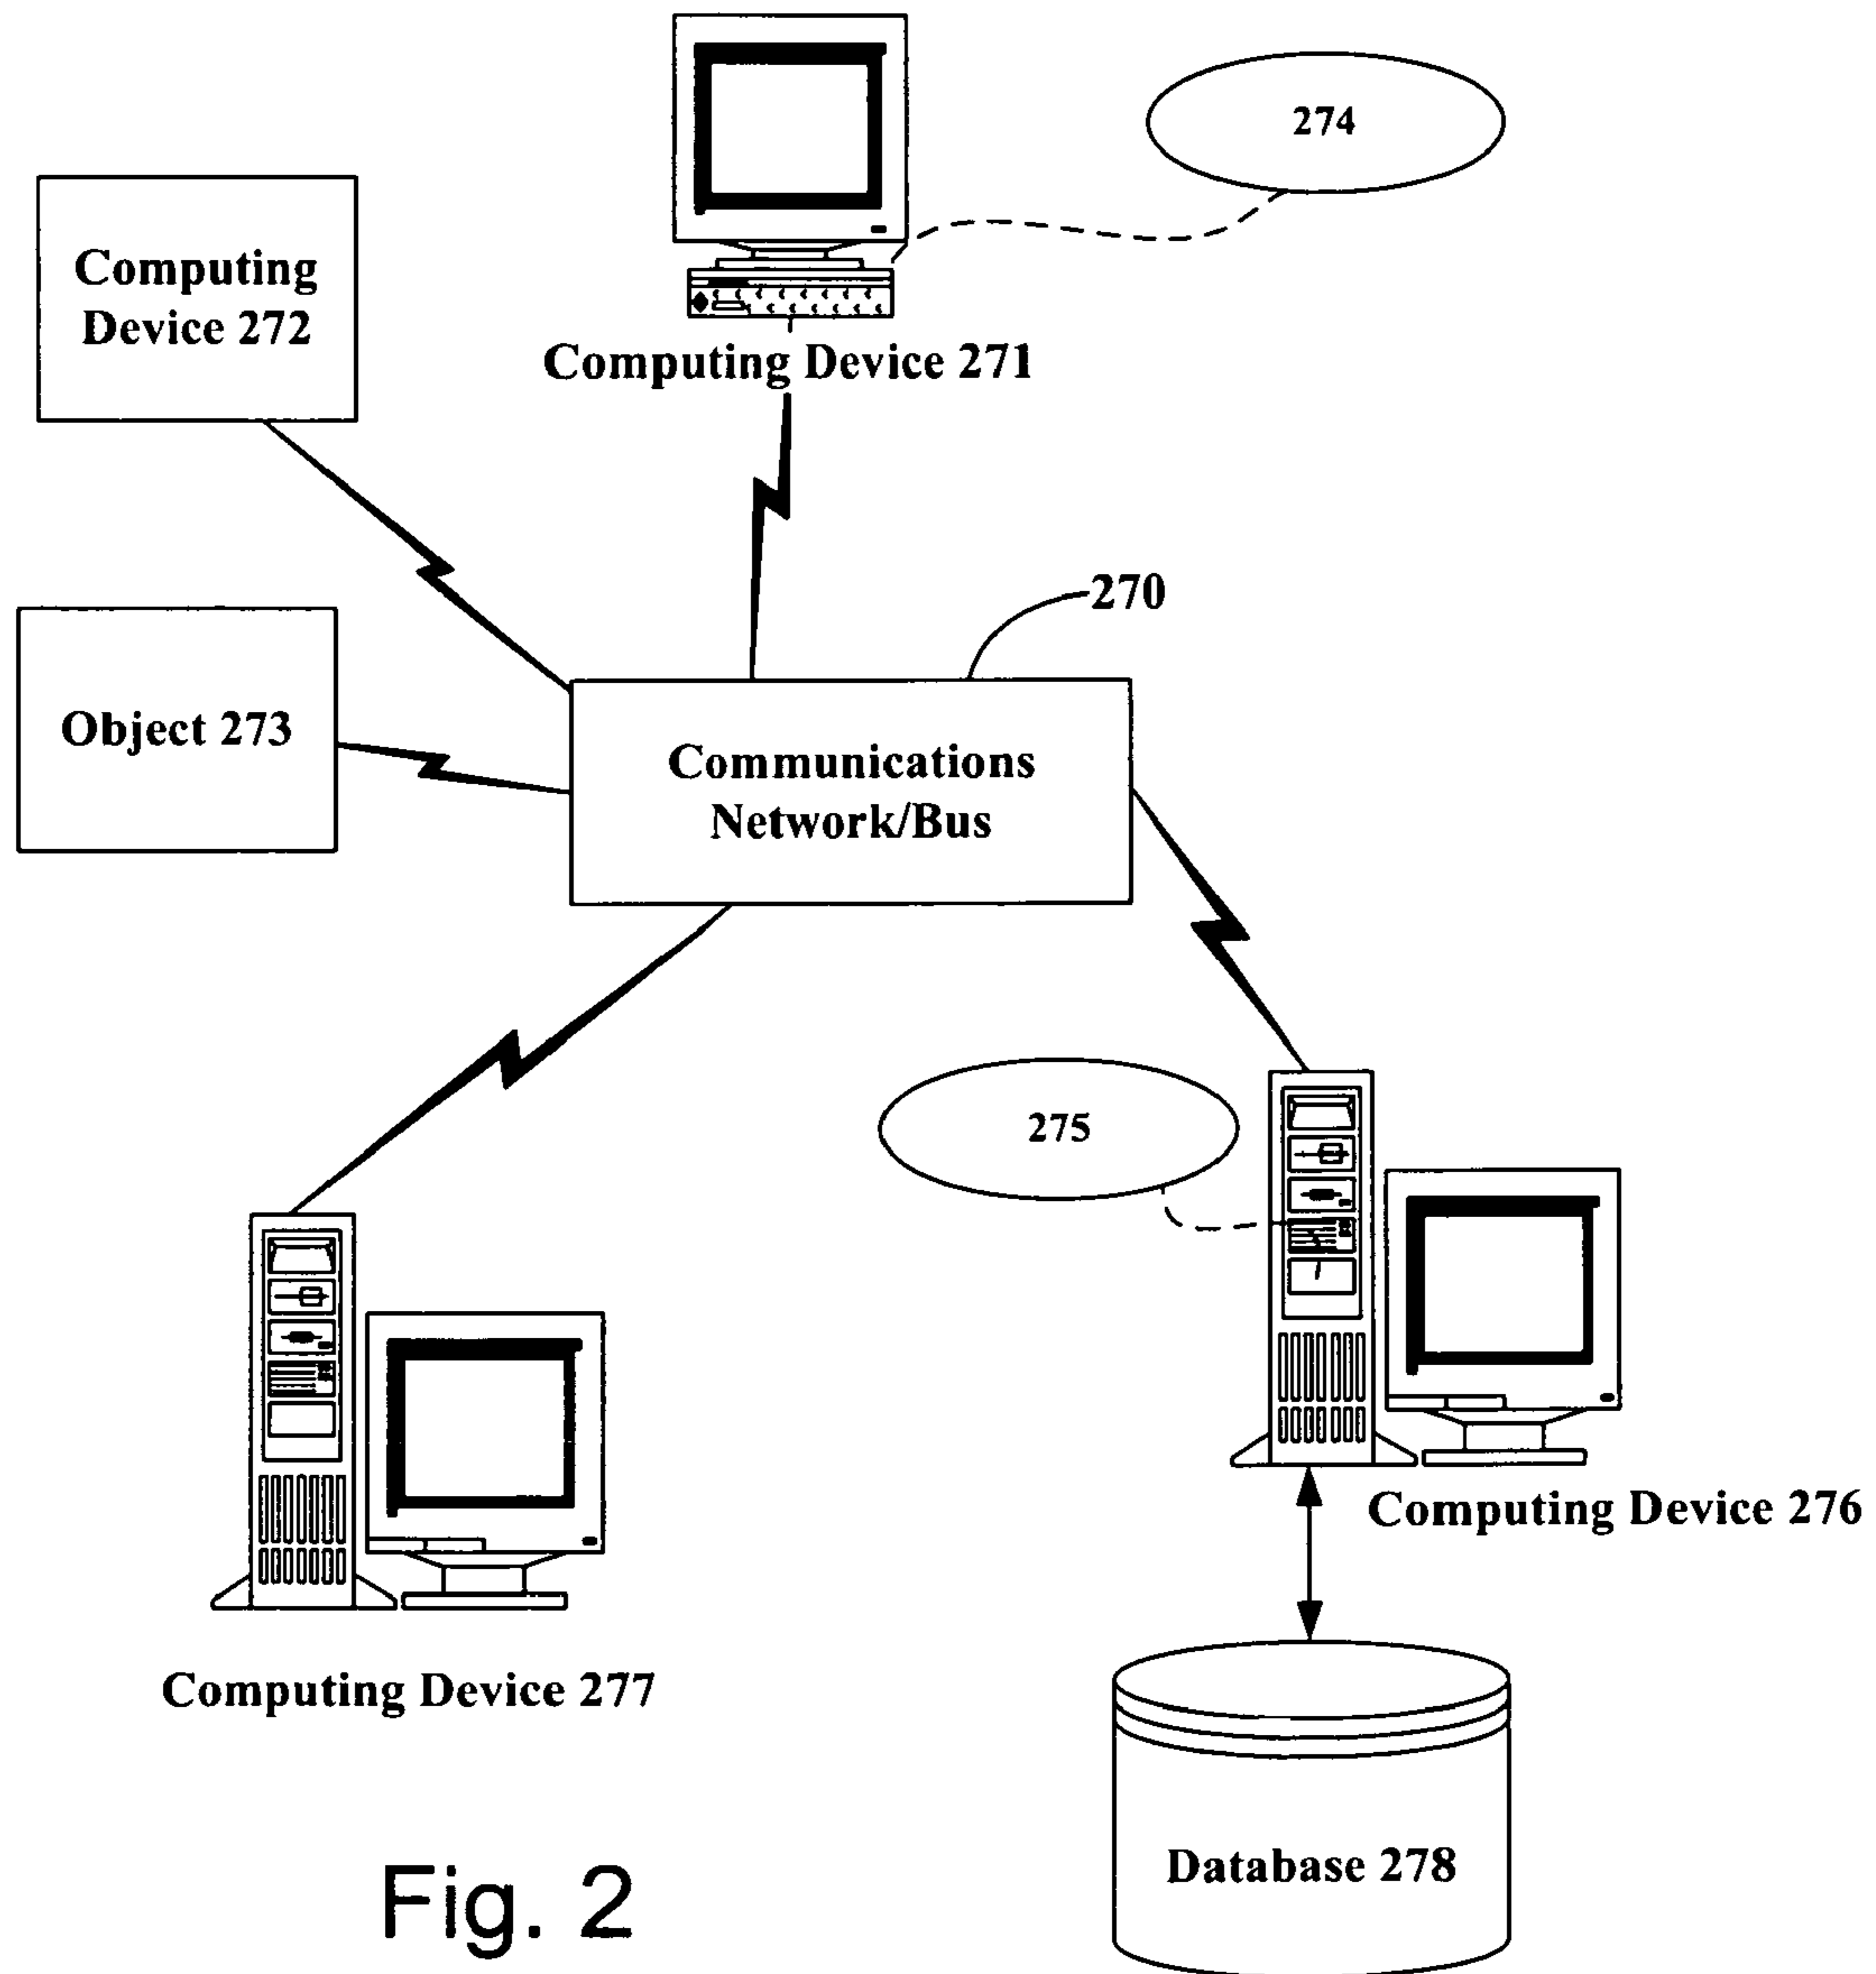 274
Computing
Device 272
Computing Device 271
270
Object 273
Communications
Network/Bus
275
Computing Device 276
Computing Device 277
Database 278
Fig. 2